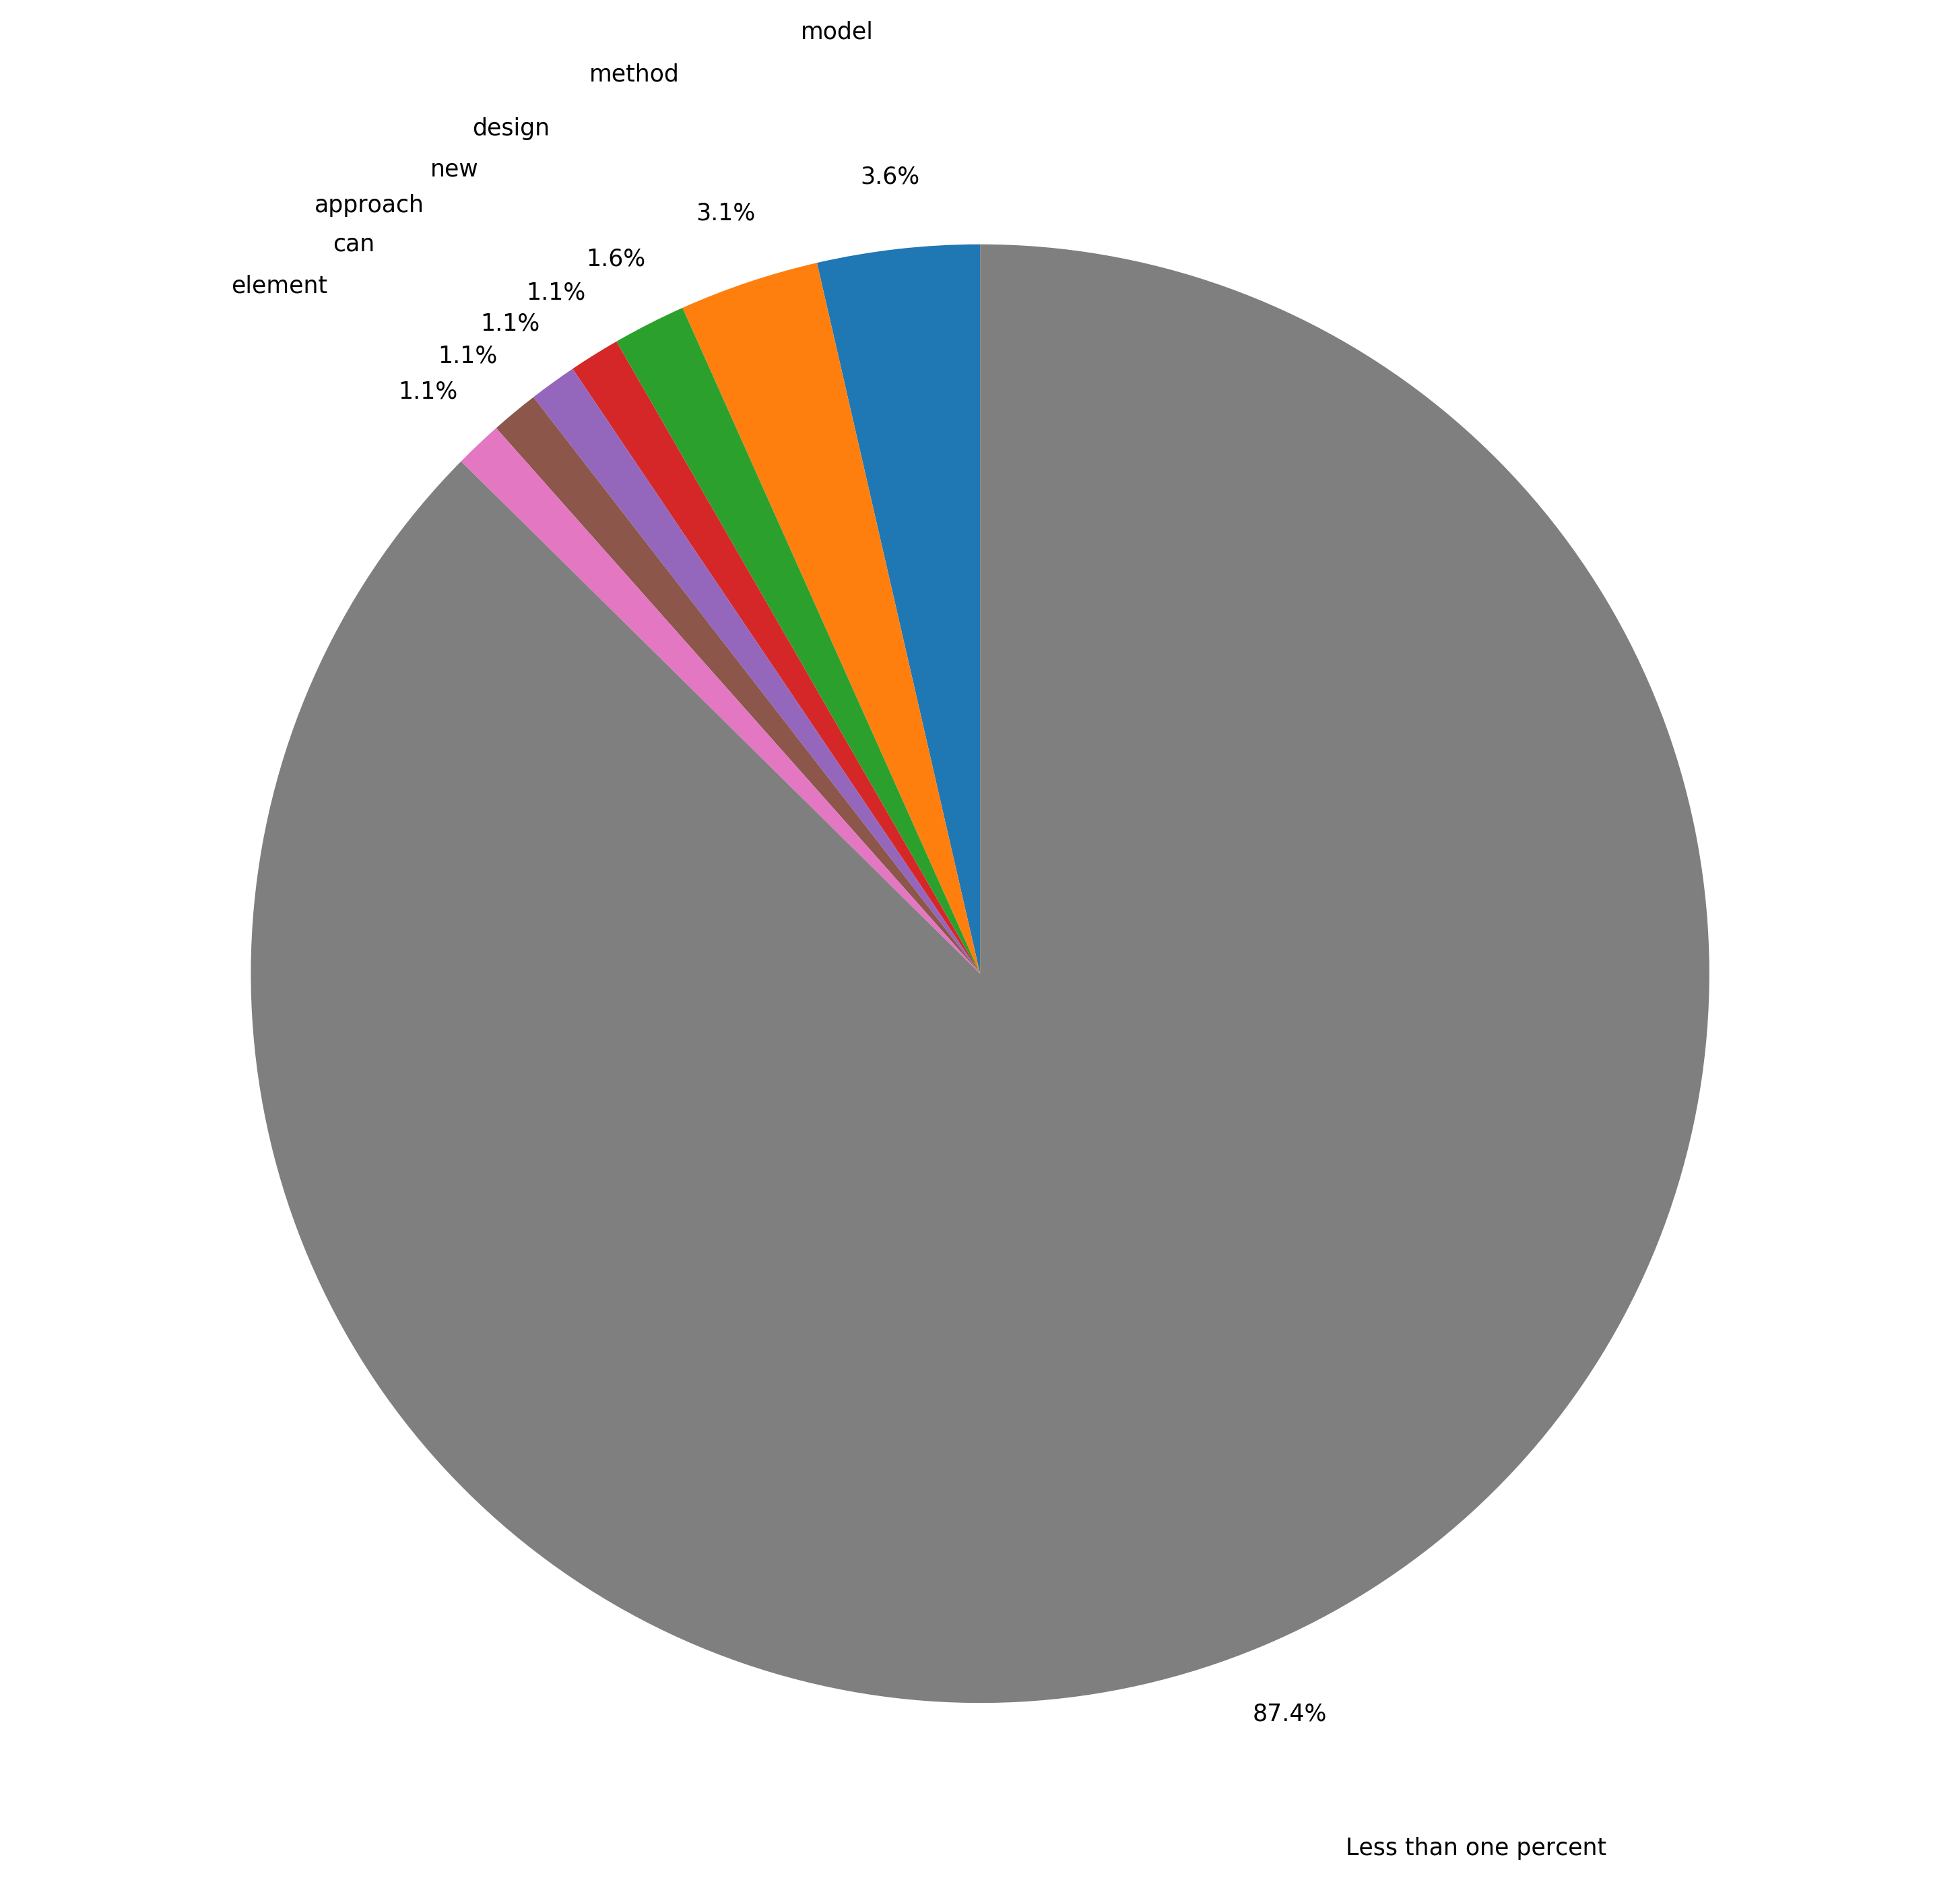 model
method
design
new
approach
can
element
3.6%
3.1%
1.6%
1.1%
1.1%
1.1%
1.1%
87.4%
Less than one percent